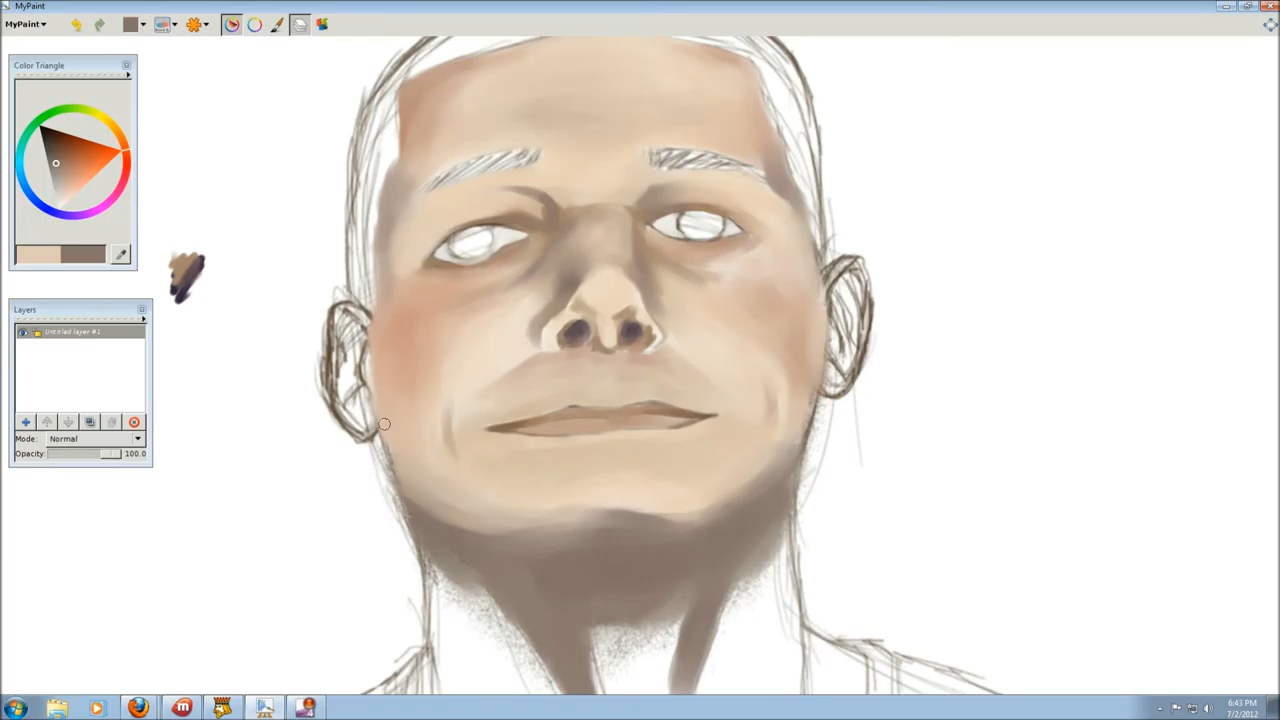 MyPaint
MyPaint
Color Triangle
Layers
Untitled layer #1
Mode: Normal
Opacity: 100.0
6:43 PM
7/2/2012